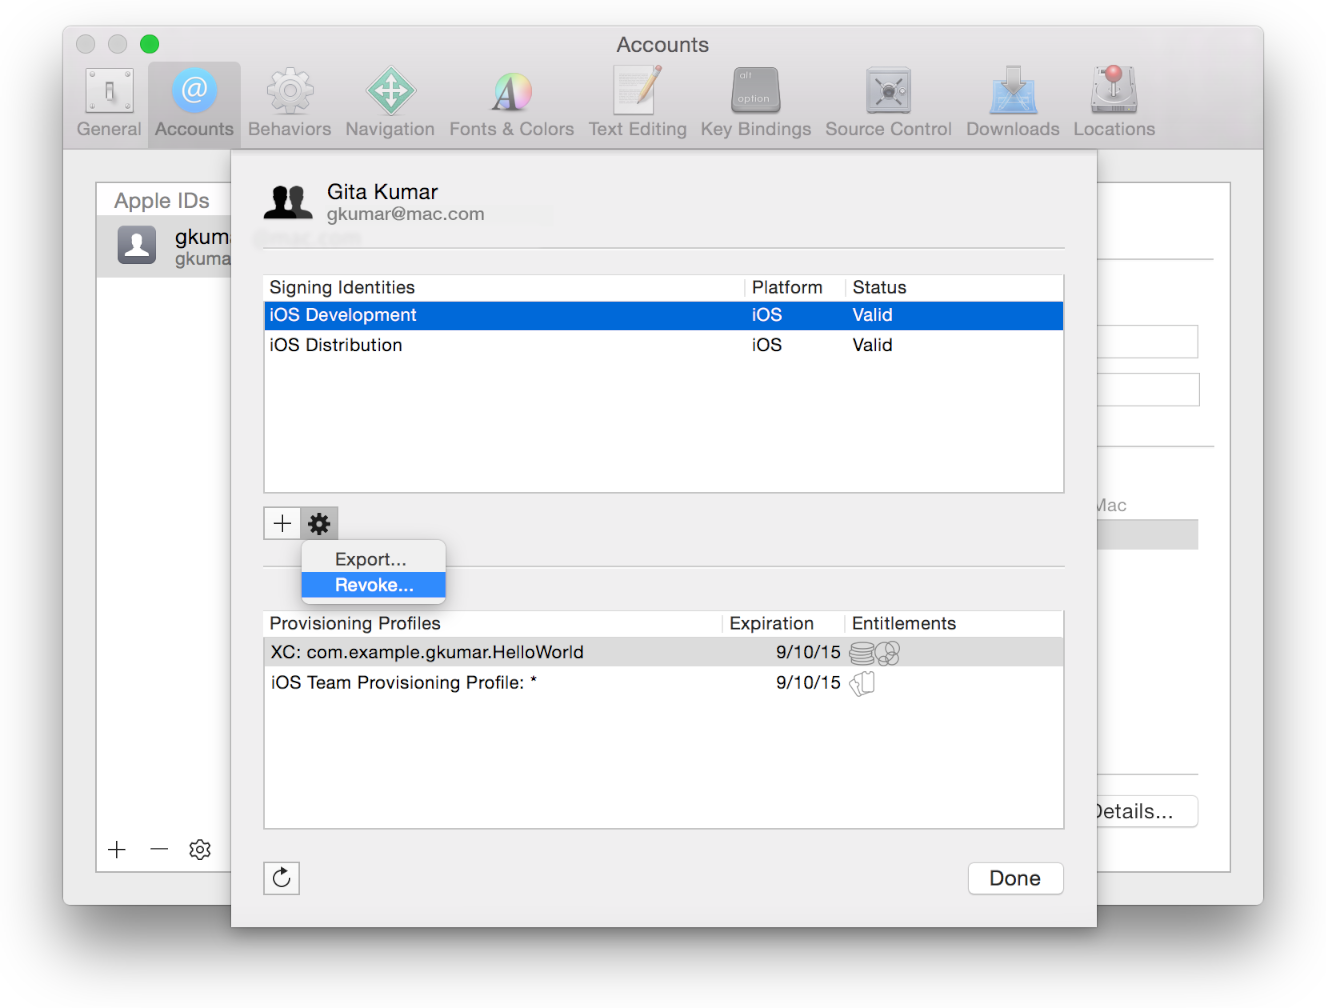 Accounts
General Accounts Behaviors Navigation Fonts & Colors Text Editing Key Bindings Source Control Downloads Locations
alt
option
Apple IDs
gkum
gkuma
Gita Kumar
gkumar@mac.com
Signing Identities Platform Status
iOS Development iOS Valid
iOS Distribution iOS Valid
Mac
Export...
Revoke...
Provisioning Profiles Expiration Entitlements
XC: com.example.gkumar.HelloWorld 9/10/15
iOS Team Provisioning Profile: * 9/10/15
Details...
Done